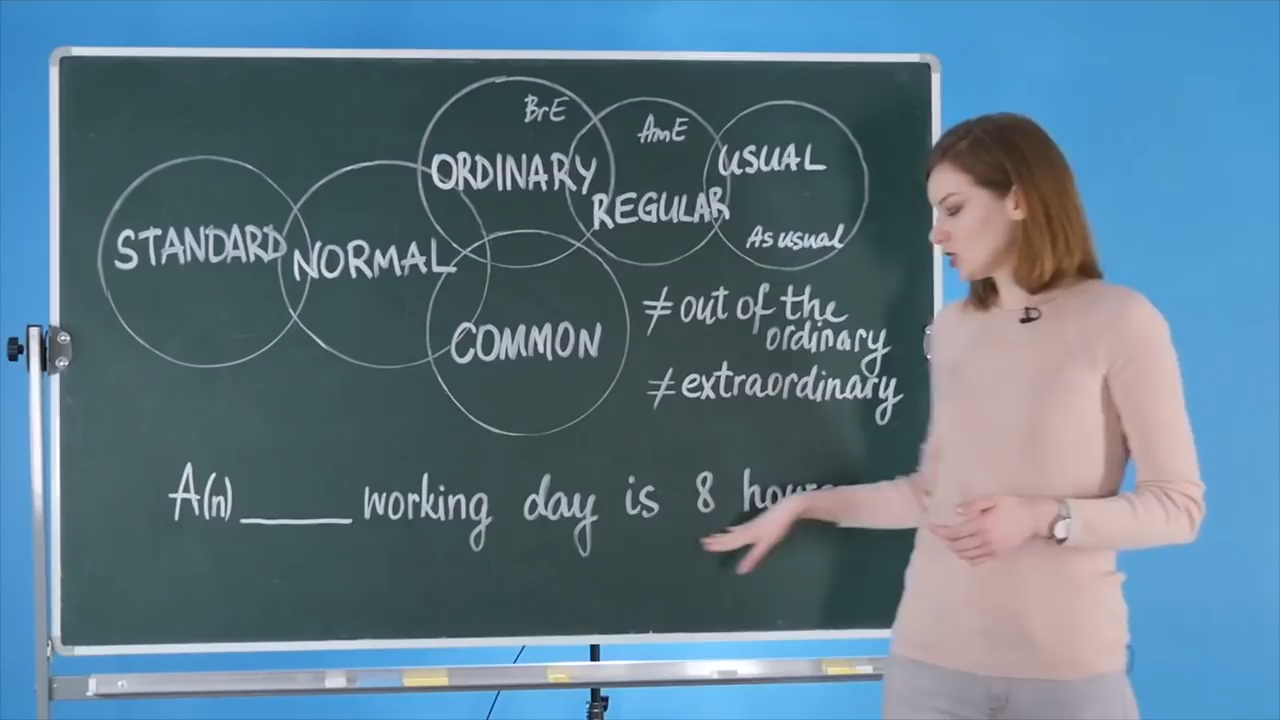 BrE
AmE
ORDINARY
USUAL
REGULAR
STANDARD
NORMAL
As usual
COMMON
≠ out of the
ordinary
≠ extraordinary
A(n) ____ working day is 8